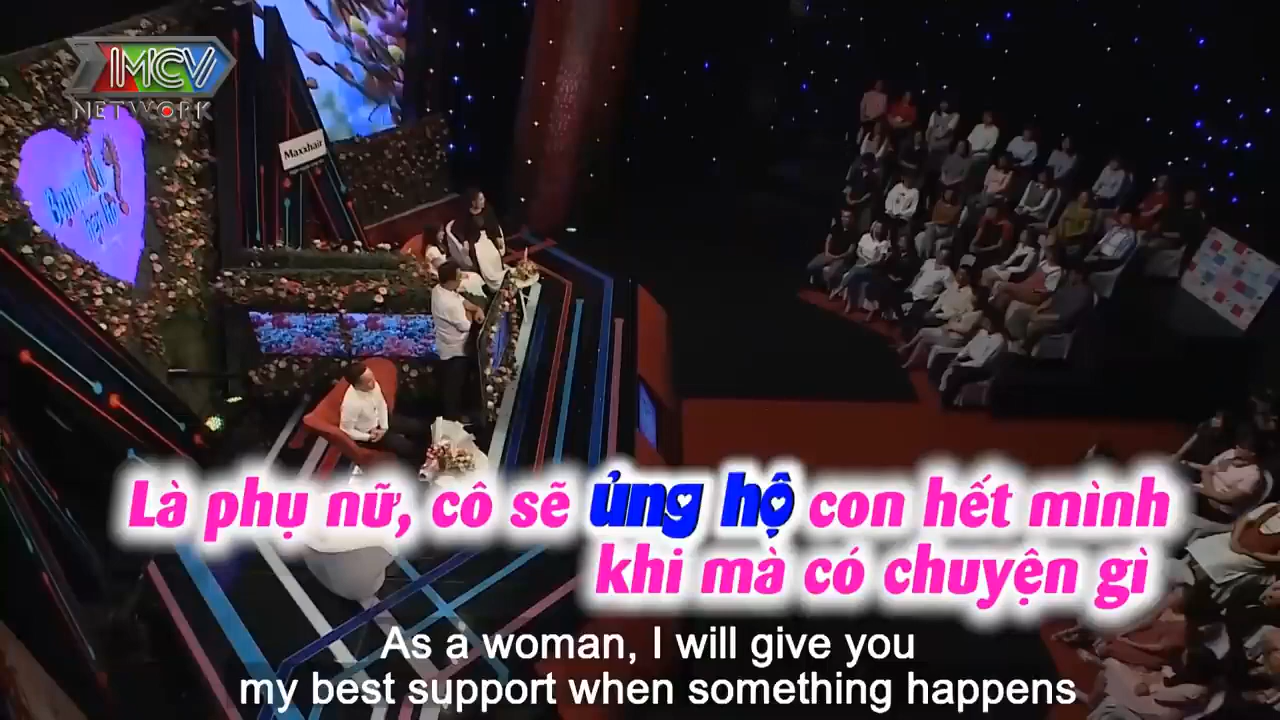 MCV
NETWORK
Maxxhair
Là phụ nữ, cô sẽ ủng hộ con hết mình
khi mà có chuyện gì
As a woman, I will give you
my best support when something happens